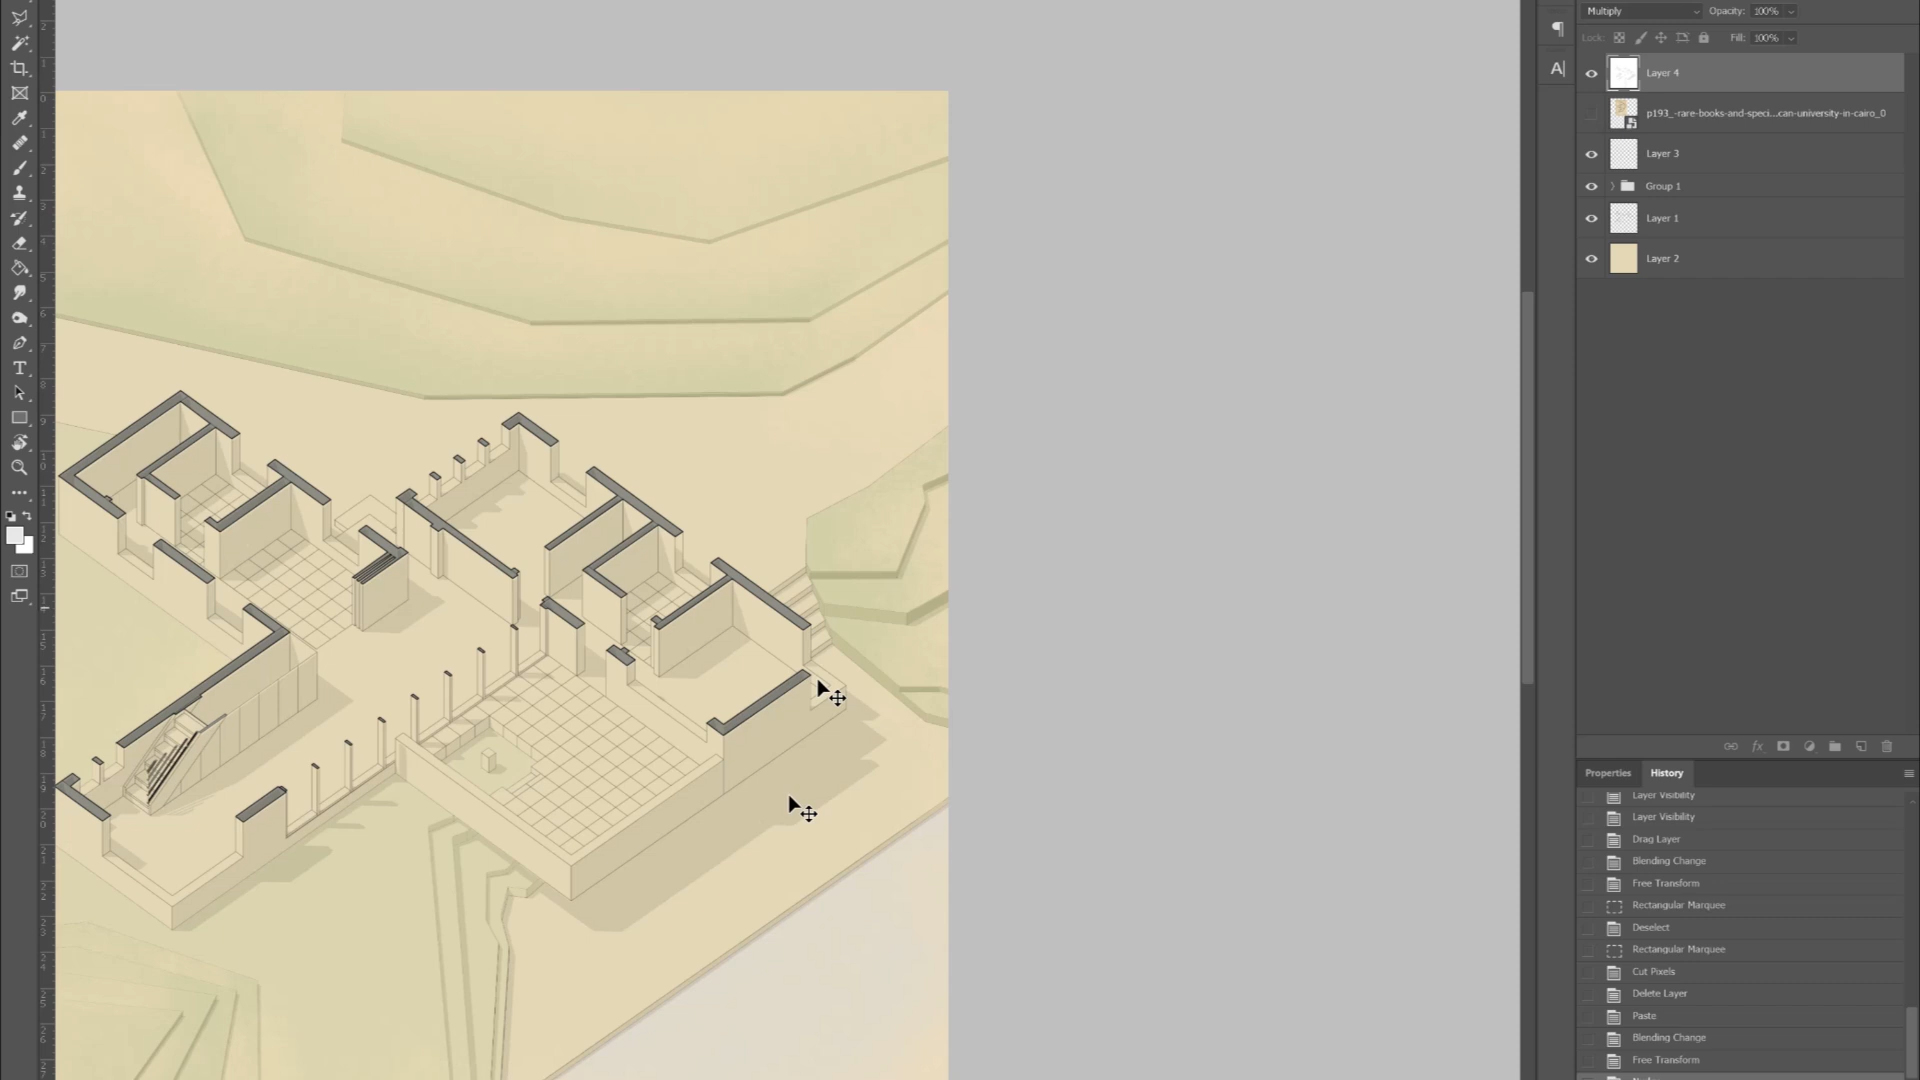 Multiply Opacity: 100%
Lock: Fill: 100%
Layer 4
p193_-rare-books-and-speci...can-university-in-cairo_0
Layer 3
Group 1
Layer 1
Layer 2
Properties History
Layer Visibility
Layer Visibility
Drag Layer
Blending Change
Free Transform
Rectangular Marquee
Deselect
Rectangular Marquee
Cut Pixels
Delete Layer
Paste
Blending Change
Free Transform